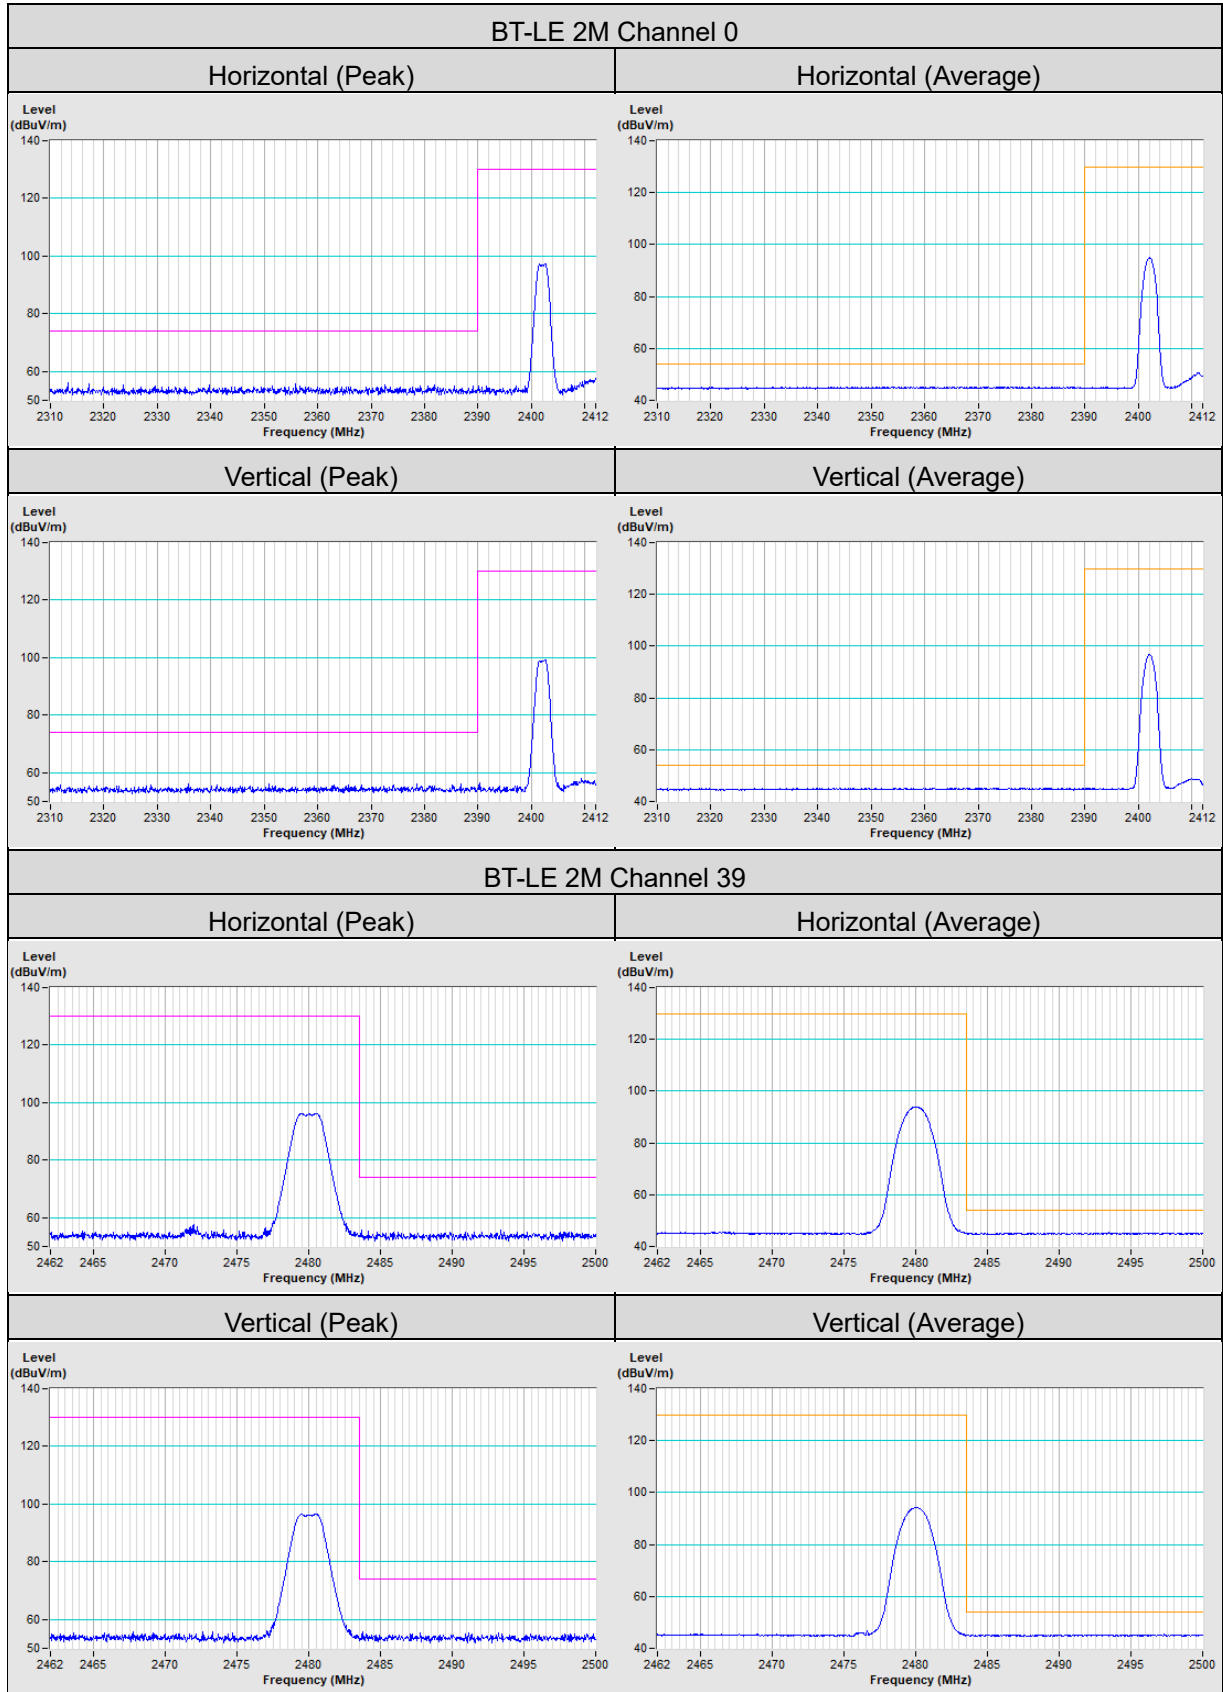 BT-LE 2M Channel 0
Horizontal (Peak)
Horizontal (Average)
Level
(dBuV/m)
140
120
100
80
60
50
2310 2320 2330 2340 2350 2360 2370 2380 2390 2400 2412
Frequency (MHz)
Level
(dBuV/m)
140
120
100
80
60
40
2310 2320 2330 2340 2350 2360 2370 2380 2390 2400 2412
Frequency (MHz)
Vertical (Peak)
Vertical (Average)
Level
(dBuV/m)
140
120
100
80
60
50
2310 2320 2330 2340 2350 2360 2370 2380 2390 2400 2412
Frequency (MHz)
Level
(dBuV/m)
140
120
100
80
60
40
2310 2320 2330 2340 2350 2360 2370 2380 2390 2400 2412
Frequency (MHz)
BT-LE 2M Channel 39
Horizontal (Peak)
Horizontal (Average)
Level
(dBuV/m)
140
120
100
80
60
50
2462 2465 2470 2475 2480 2485 2490 2495 2500
Frequency (MHz)
Level
(dBuV/m)
140
120
100
80
60
40
2462 2465 2470 2475 2480 2485 2490 2495 2500
Frequency (MHz)
Vertical (Peak)
Vertical (Average)
Level
(dBuV/m)
140
120
100
80
60
50
2462 2465 2470 2475 2480 2485 2490 2495 2500
Frequency (MHz)
Level
(dBuV/m)
140
120
100
80
60
40
2462 2465 2470 2475 2480 2485 2490 2495 2500
Frequency (MHz)